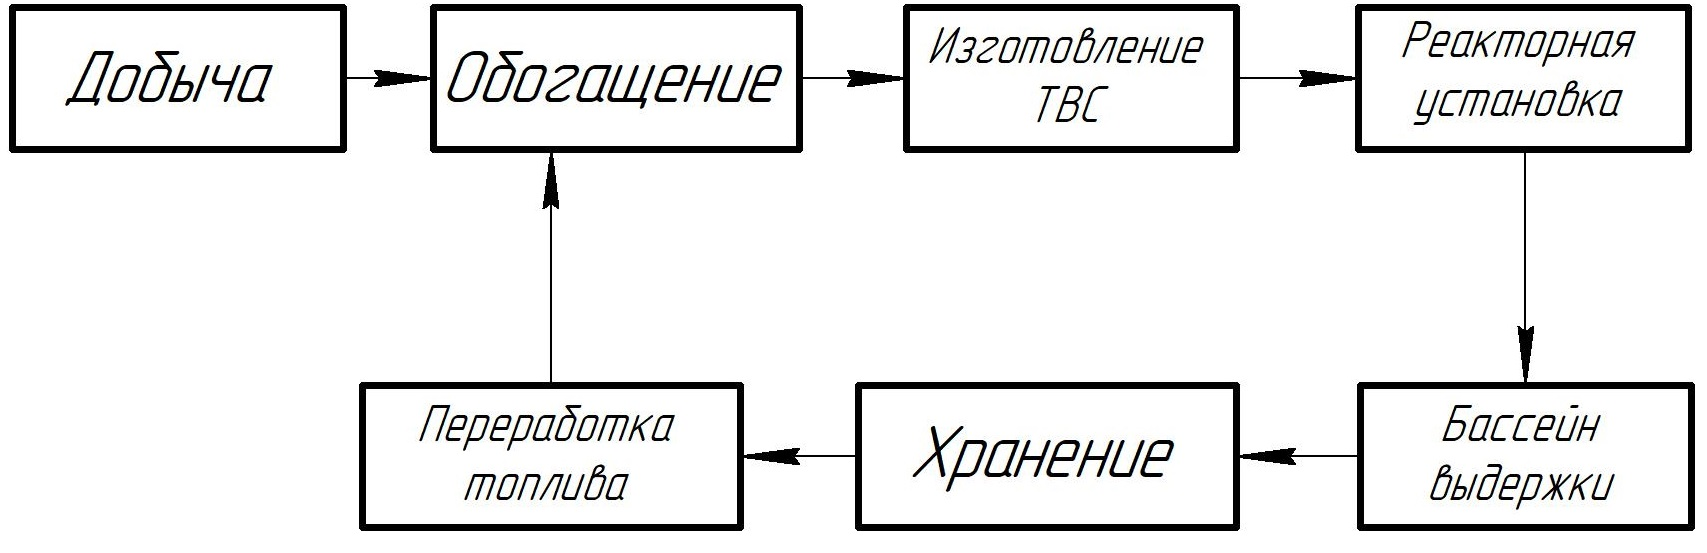 Добыча
Обогащение
Изготовление
ТВС
Реакторная
установка
Переработка
топлива
Хранение
Бассейн
выдержки